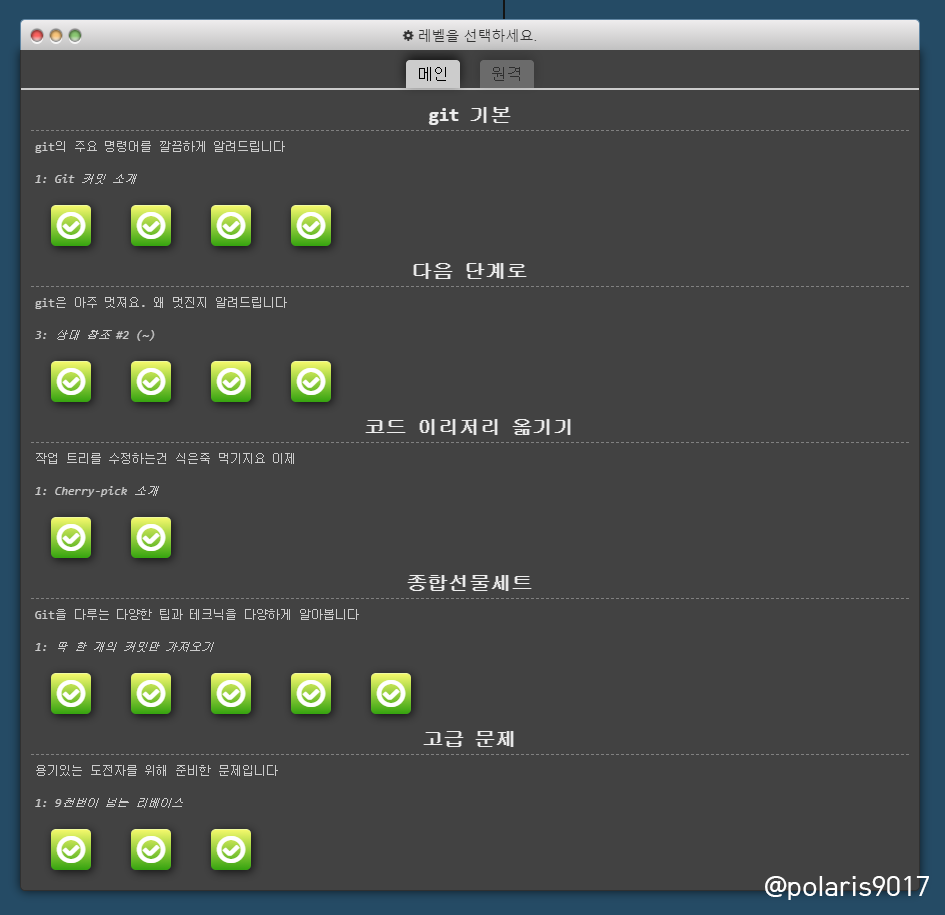 레벨을 선택하세요.
메인 원격
git 기본
git의 주요 명령어를 깔끔하게 알려드립니다
1: Git 커밋 소개
다음 단계로
git은 아주 멋져요. 왜 멋진지 알려드립니다
3: 상대 참조 #2 (~)
코드 이리저리 옮기기
작업 트리를 수정하는건 식은죽 먹기지요 이제
1: Cherry-pick 소개
종합선물세트
Git을 다루는 다양한 팁과 테크닉을 다양하게 알아봅니다
1: 딱 한 개의 커밋만 가져오기
고급 문제
용기있는 도전자를 위해 준비한 문제입니다
1: 9천번이 넘는 리베이스
@polaris9017